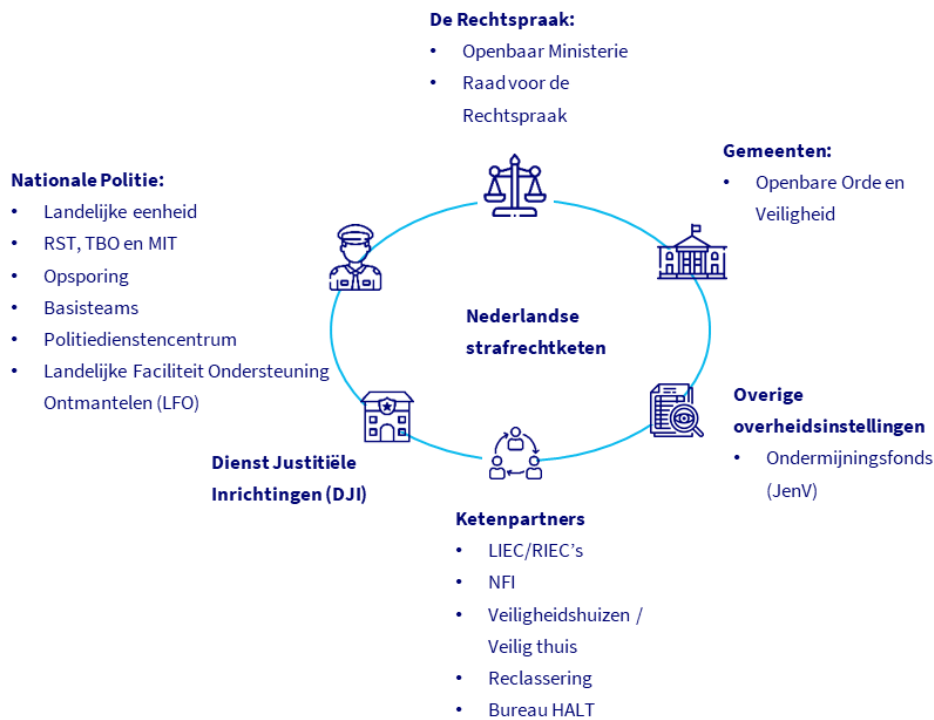 De Rechtspraak:
• Openbaar Ministerie
• Raad voor de
Rechtspraak
Gemeenten:
• Openbare Orde en
Veiligheid
Nationale Politie:
• Landelijke eenheid
• RST, TBO en MIT
• Opsporing
• Basisteams
• Politiedienstencentrum
• Landelijke Faciliteit Ondersteuning
Ontmantelen (LFO)
Nederlandse
strafrechtketen
Overige
overheidsinstellingen
• Ondermijningsfonds
(JenV)
Dienst Justitiële
Inrichtingen (DJI)
Ketenpartners
• LIEC/RIEC's
• NFI
• Veiligheidshuizen /
Veilig thuis
• Reclassering
• Bureau HALT